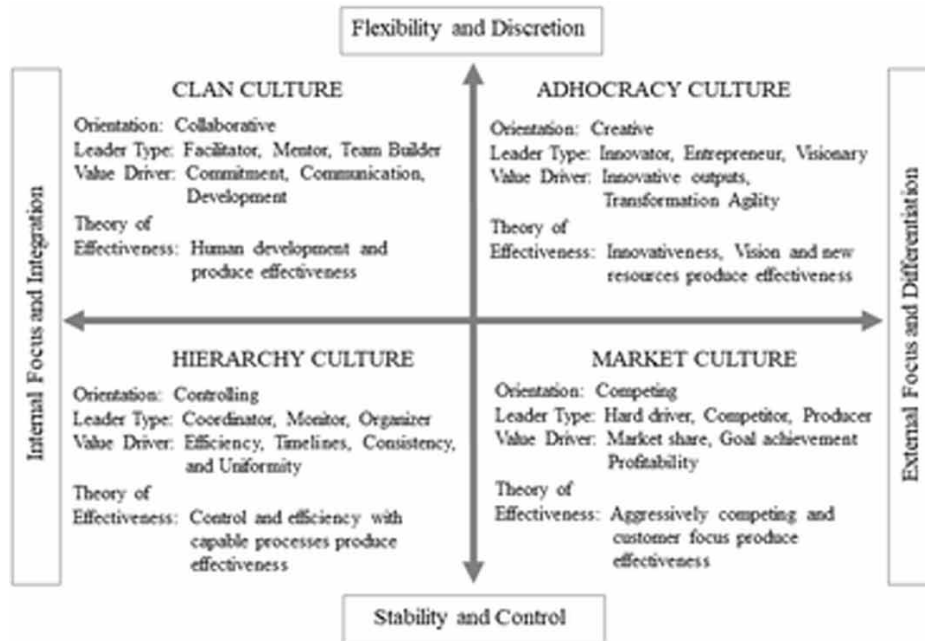 Flexibility and Discretion
Internal Focus and Integration
CLAN CULTURE
Orientation: Collaborative
Leader Type: Facilitator, Mentor, Team Builder
Value Driver: Commitment, Communication,
Development
Theory of
Effectiveness: Human development and
produce effectiveness
ADHOCRACY CULTURE
Orientation: Creative
Leader Type: Innovator, Entrepreneur, Visionary
Value Driver: Innovative outputs,
Transformation Agility
Theory of
Effectiveness: Innovativeness, Vision and new
resources produce effectiveness
External Focus and Differentiation
HIERARCHY CULTURE
Orientation: Controlling
Leader Type: Coordinator, Monitor, Organizer
Value Driver: Efficiency, Timelines, Consistency,
and Uniformity
Theory of
Effectiveness: Control and efficiency with
capable processes produce
effectiveness
MARKET CULTURE
Orientation: Competing
Leader Type: Hard driver, Competitor, Producer
Value Driver: Market share, Goal achievement
Profitability
Theory of
Effectiveness: Aggressively competing and
customer focus produce
effectiveness
Stability and Control